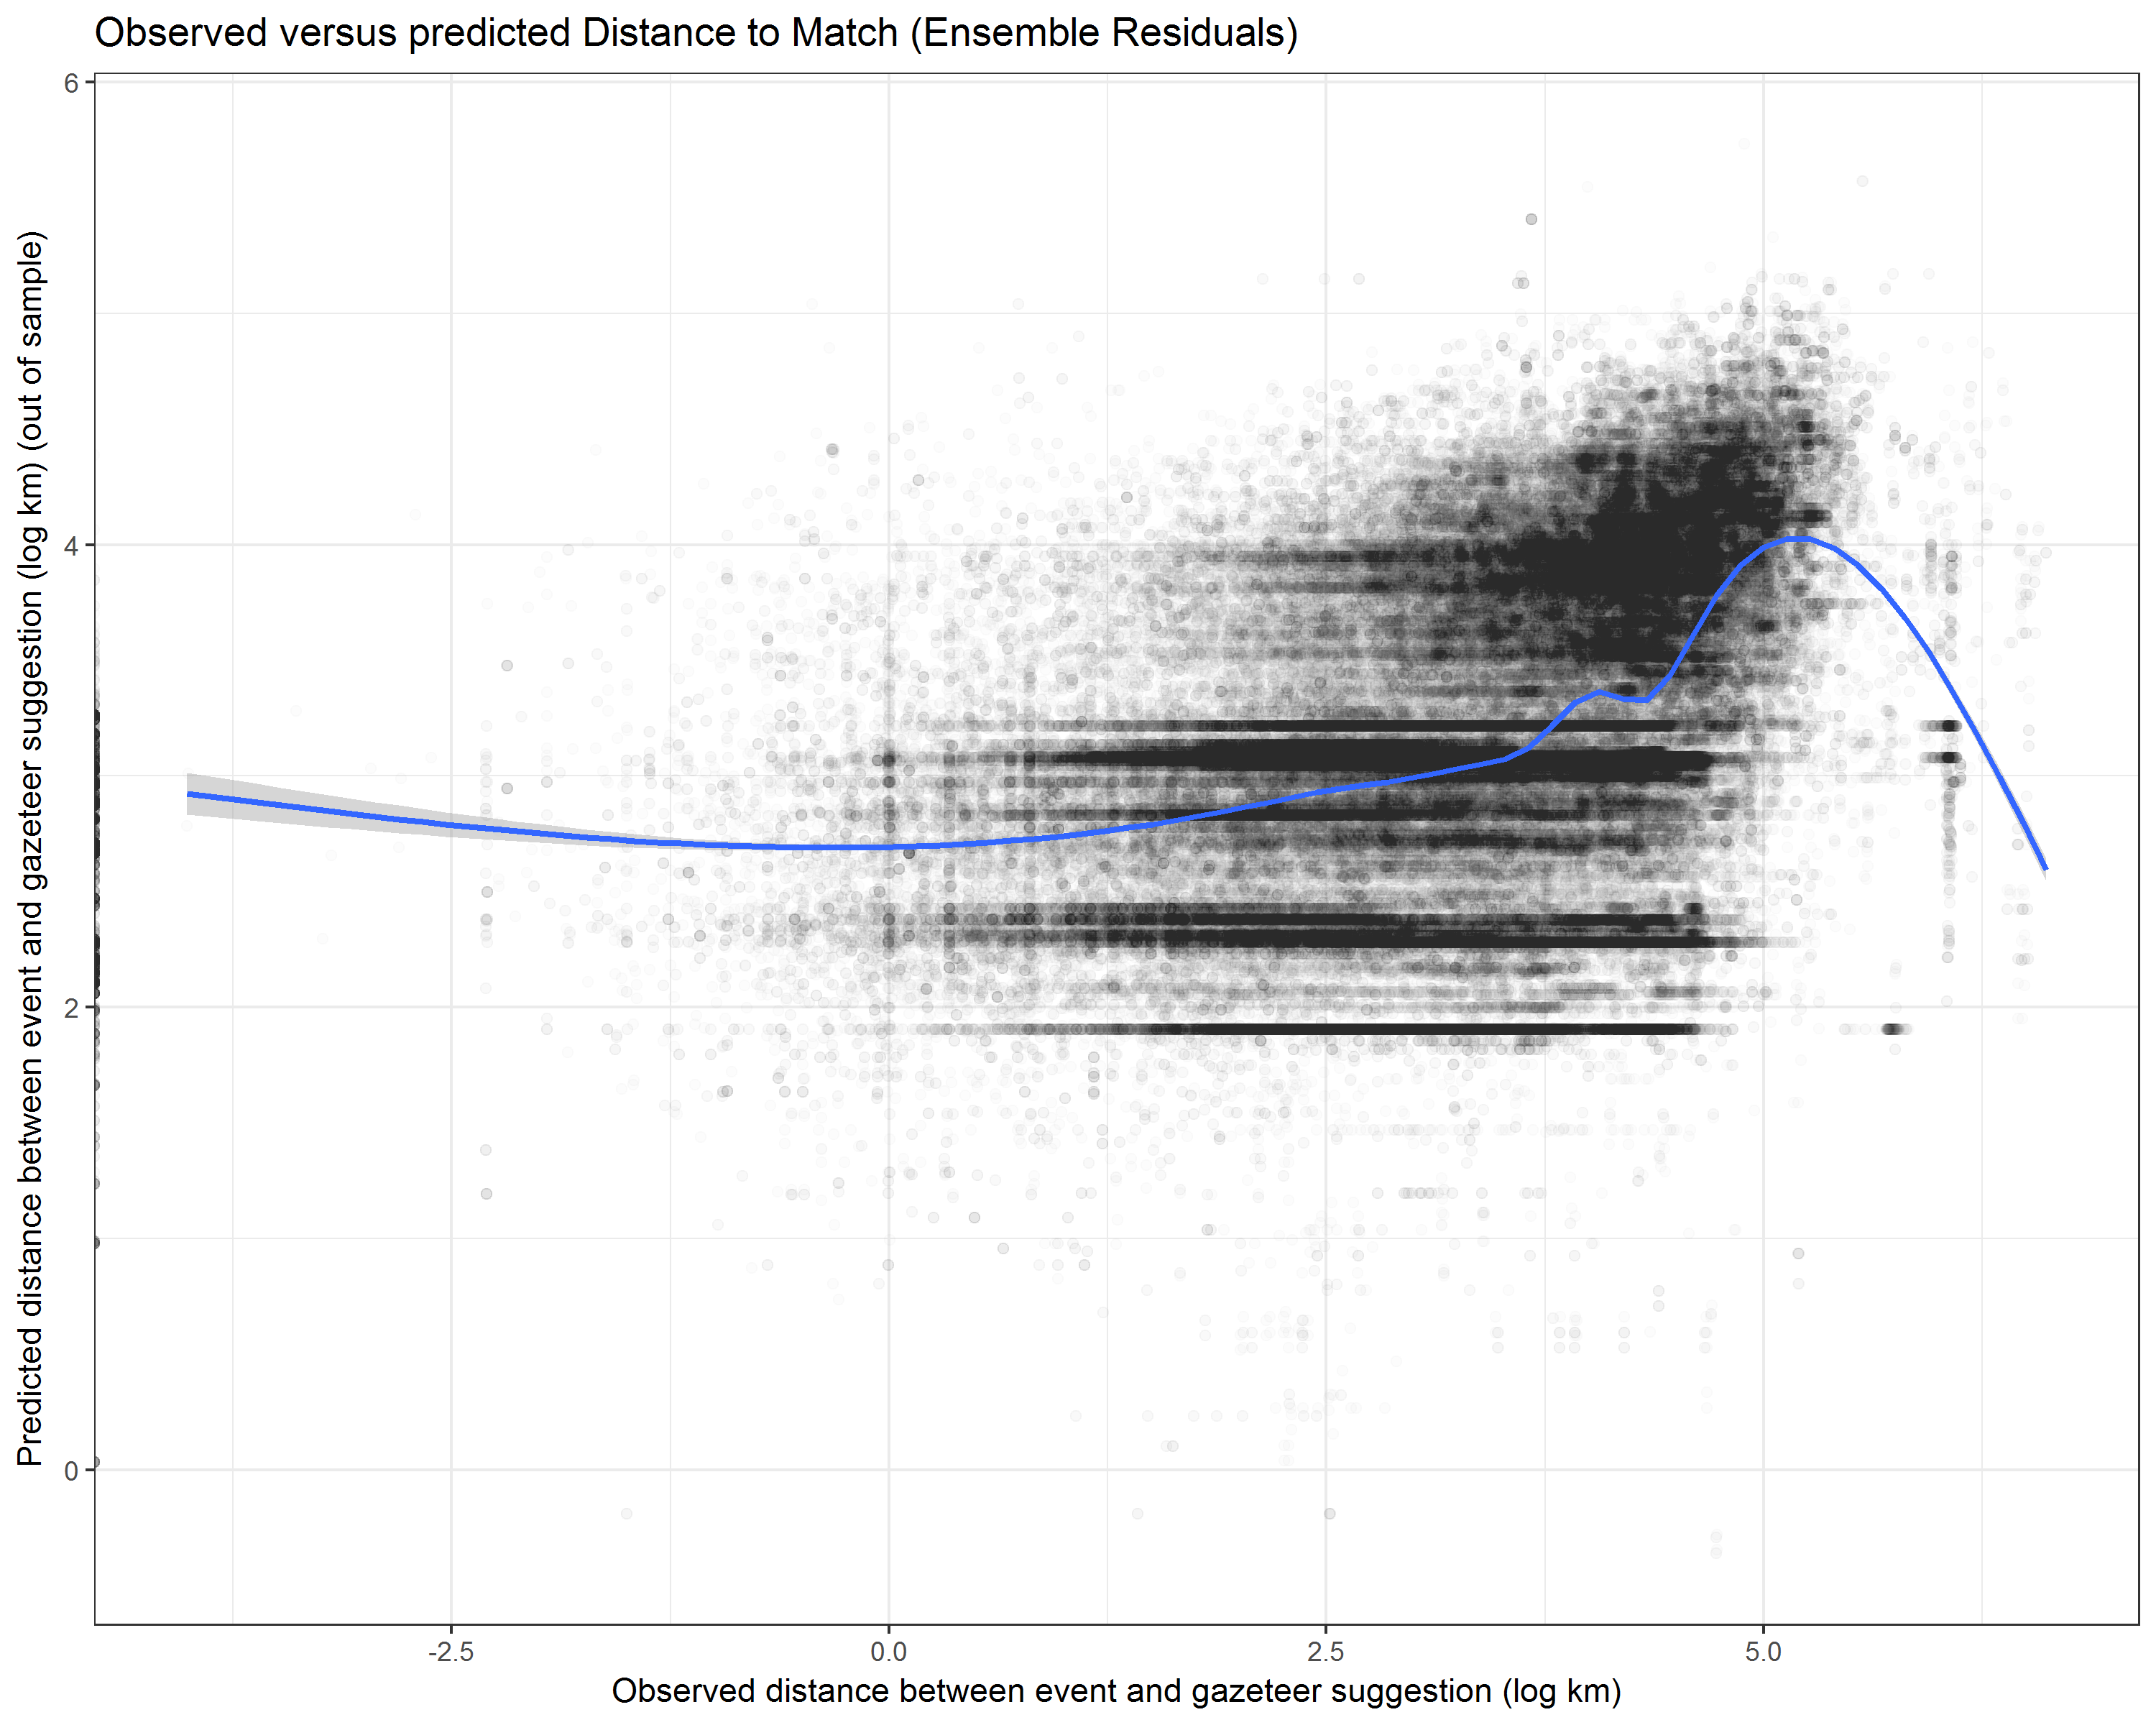 Observed versus predicted Distance to Match (Ensemble Residuals)
Predicted distance between event and gazeteer suggestion (log km) (out of sample)
6
4
2
0
-2.5
0.0
2.5
5.0
Observed distance between event and gazeteer suggestion (log km)